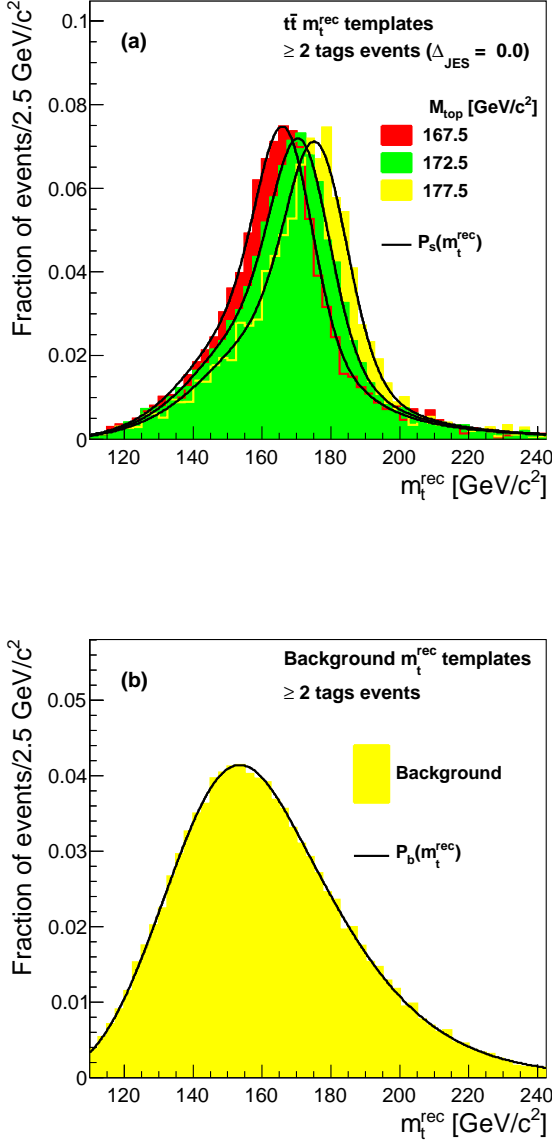 (a)
tt̄ m_t^rec templates
≥ 2 tags events (Δ_JES = 0.0)
M_top [GeV/c²]
167.5
172.5
177.5
P_s(m_t^rec)
Fraction of events/2.5 GeV/c²
0.1
0.08
0.06
0.04
0.02
0
120 140 160 180 200 220 240
m_t^rec [GeV/c²]
(b)
Background m_t^rec templates
≥ 2 tags events
Background
P_b(m_t^rec)
Fraction of events/2.5 GeV/c²
0.05
0.04
0.03
0.02
0.01
0
120 140 160 180 200 220 240
m_t^rec [GeV/c²]